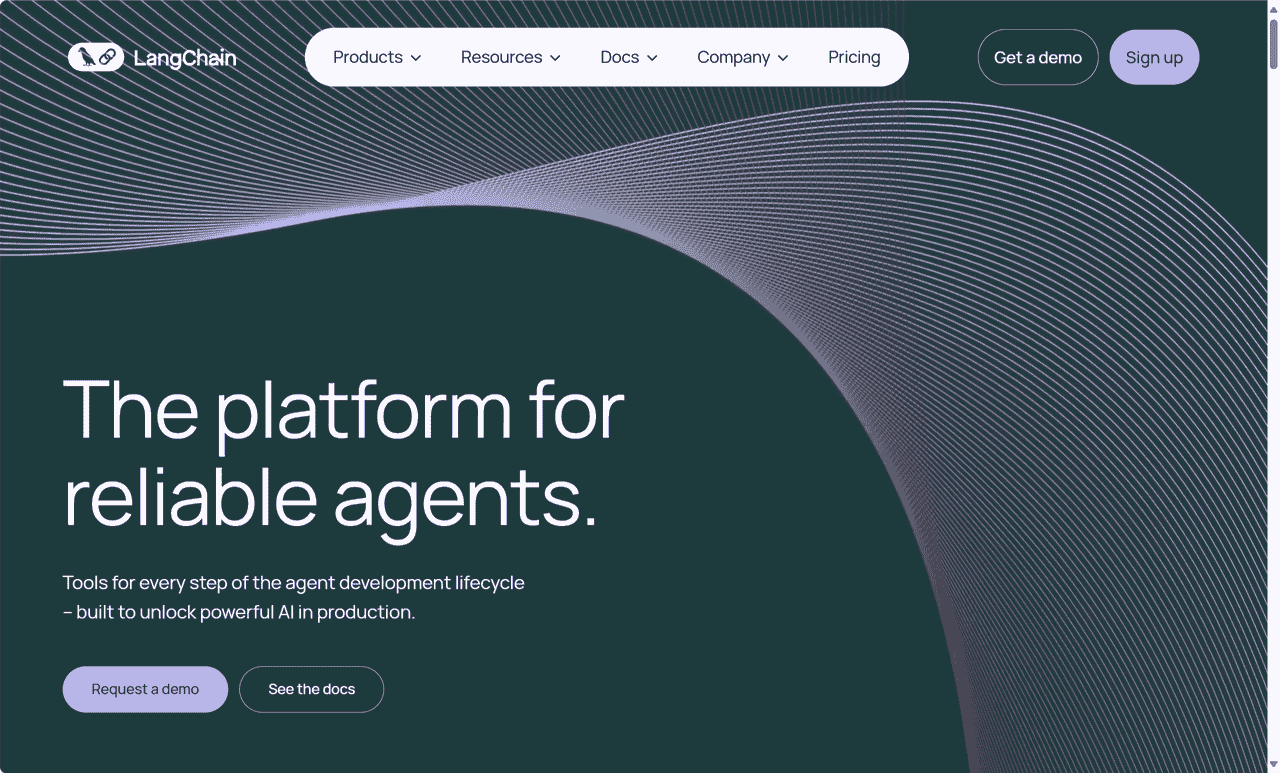 LangChain
Products
Resources
Docs
Company
Pricing
Get a demo
Sign up
The platform for
reliable agents.
Tools for every step of the agent development lifecycle
– built to unlock powerful AI in production.
Request a demo
See the docs